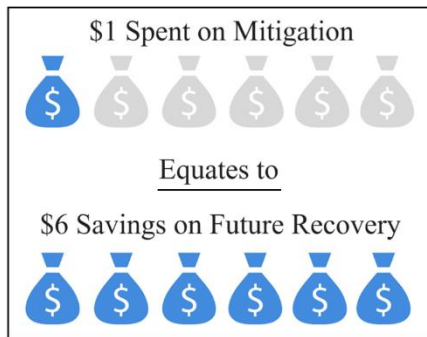 $1 Spent on Mitigation
$ $ $ $ $ $
Equates to
$6 Savings on Future Recovery
$ $ $ $ $ $